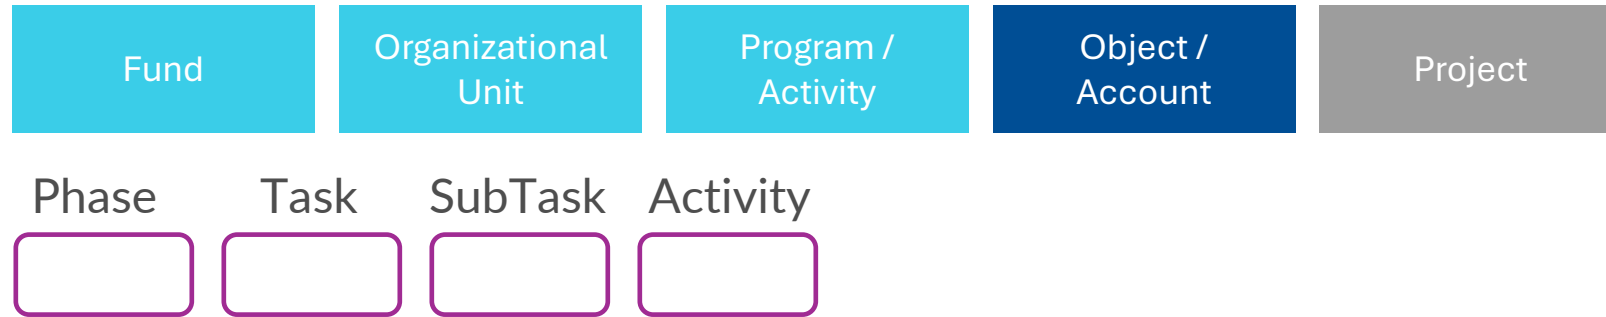 Fund
Organizational
Unit
Program /
Activity
Object /
Account
Project
Phase
Task
SubTask
Activity